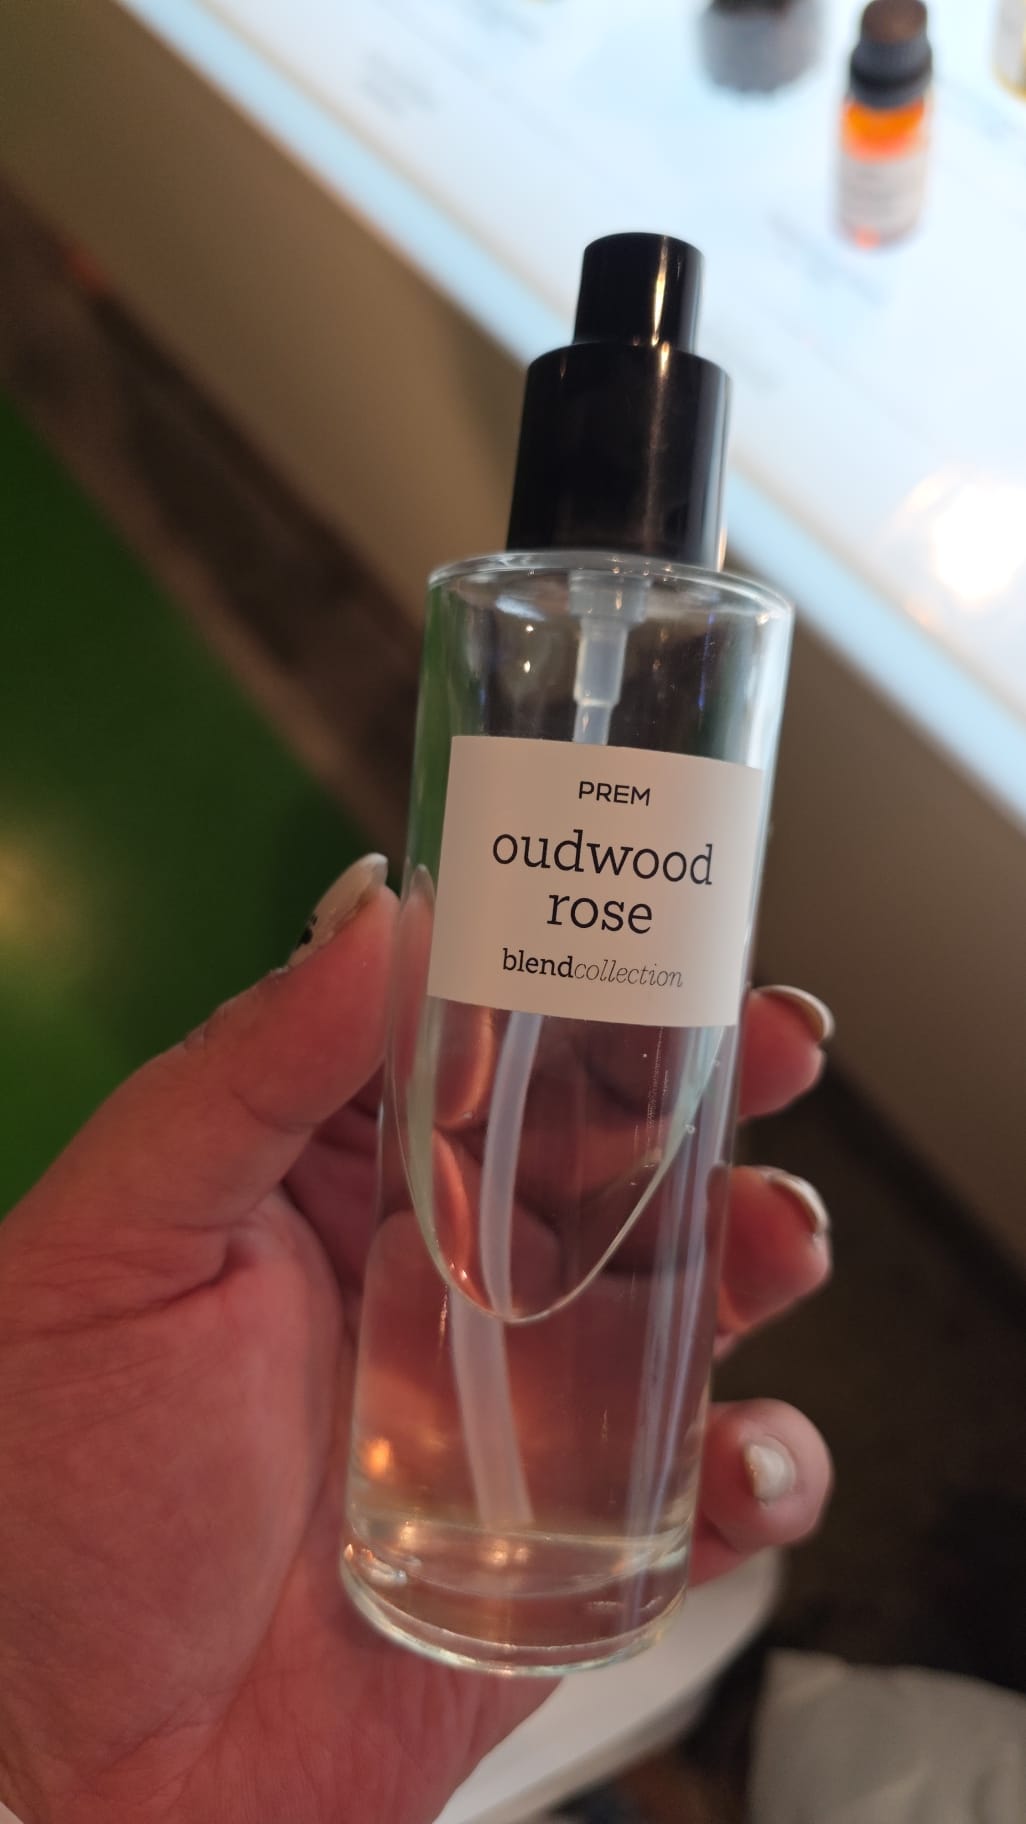 PREM
oudwood
rose
blendcollection